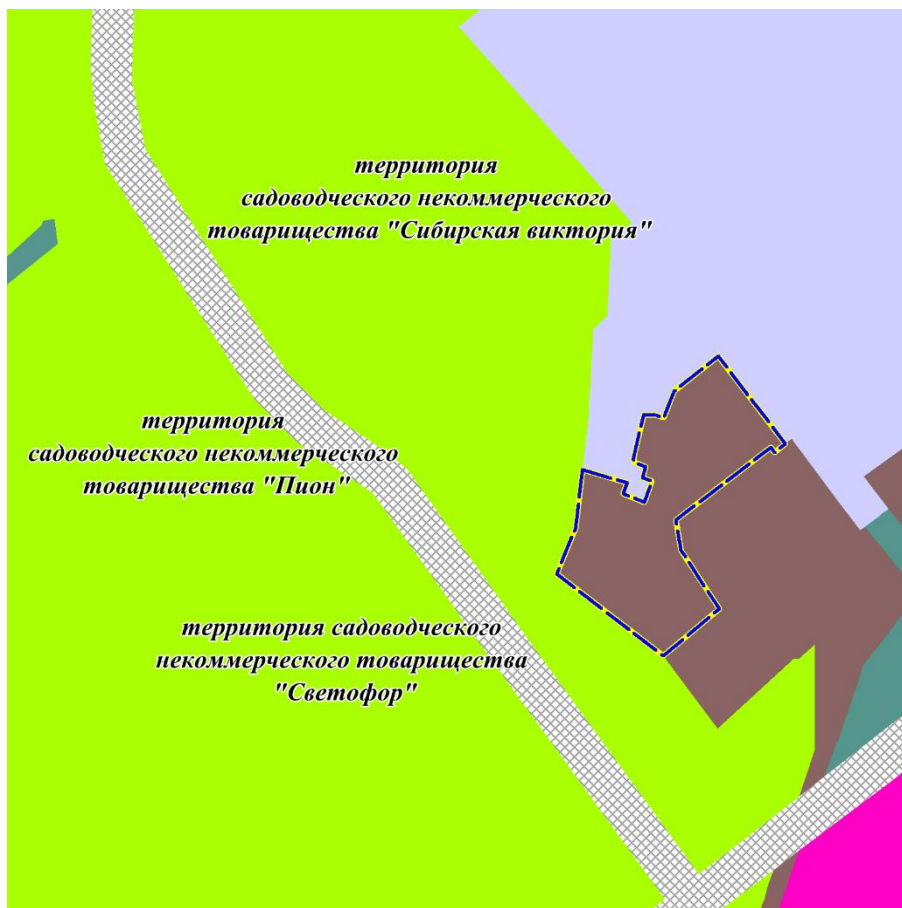 территория
садоводческого некоммерческого
товарищества "Сибирская виктория"
территория
садоводческого некоммерческого
товарищества "Пион"
территория садоводческого
некоммерческого товарищества
"Светофор"